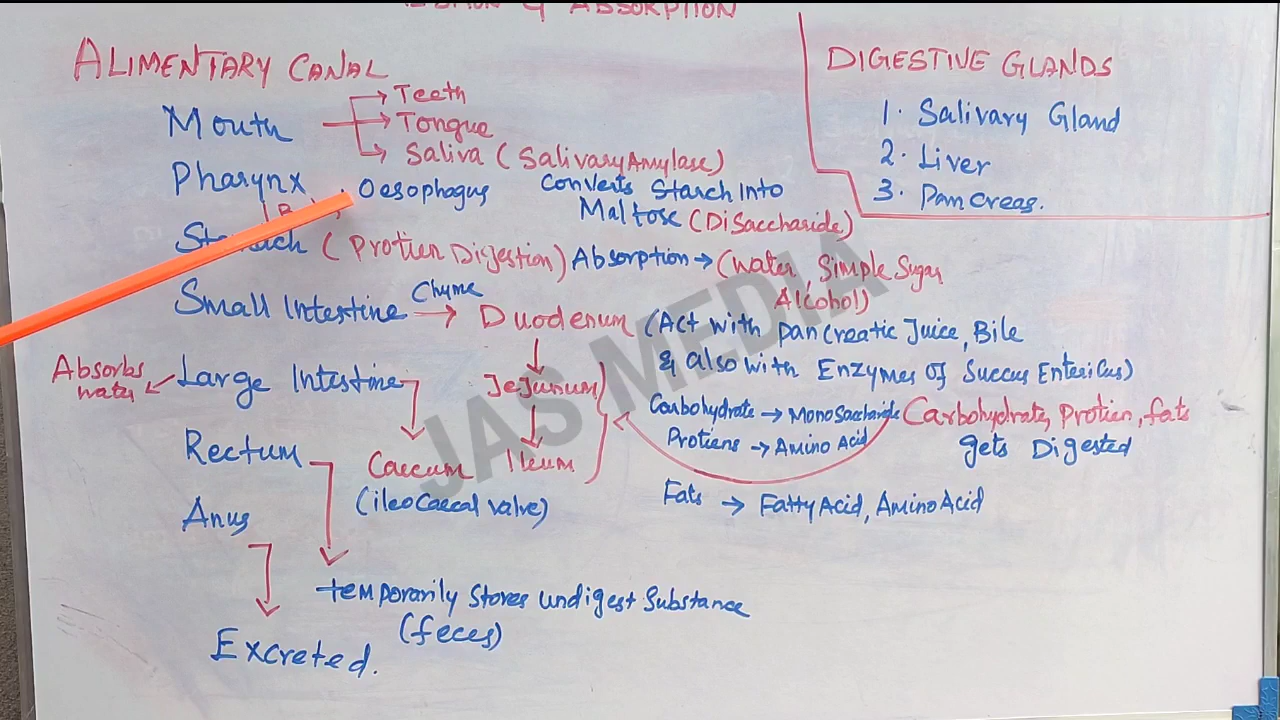 & ABSORPTION
ALIMENTARY CANAL
Mouth
Teeth
Tongue
Saliva (Salivary Amylase)
Converts Starch Into
Maltose (Disaccharide)
Pharynx
Oesophagus
Stomach (Protien Digestion) Absorption → (Water, Simple Sugar
Alcohol)
Small Intestine Chyme → Duodenum (Act with pancreatic Juice, Bile
& also with Enzymes of Succus Entericus)
Carbohydrate, Protien, fats
gets Digested
Jejunum
Ileum
Carbohydrate → Monosaccharide
Protiens → Amino Acid
Fats → Fatty Acid, Amino Acid
Absorbs
water
Large Intestine
Caecum
(ileoCaecal valve)
Rectum
temporarily Stores undigest Substance
(feces)
Anus
Excreted.
DIGESTIVE GLANDS
1. Salivary Gland
2. Liver
3. Pancreas.
JAS MEDIA